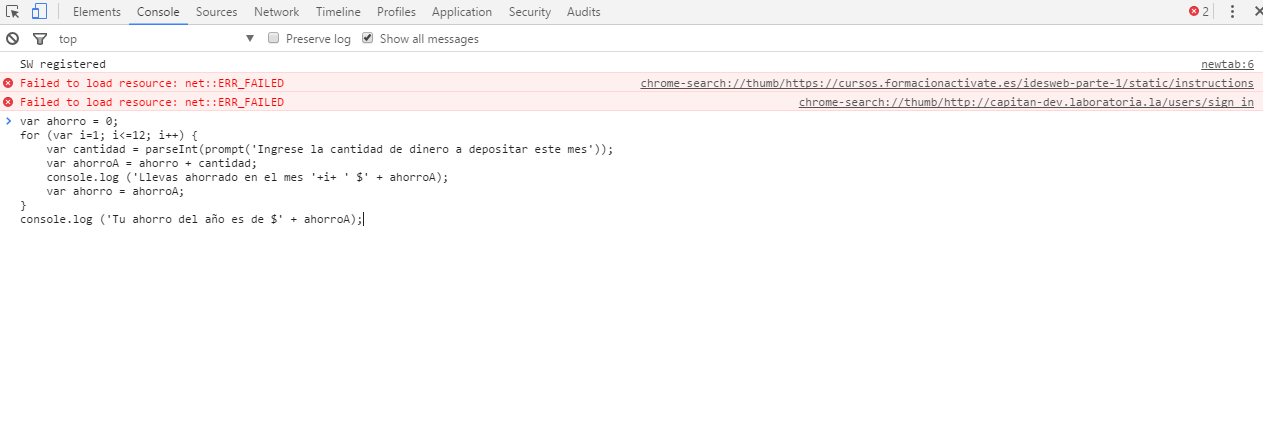 Elements Console Sources Network Timeline Profiles Application Security Audits 2
top Preserve log Show all messages
SW registered newtab:6
Failed to load resource: net::ERR_FAILED chrome-search://thumb/https://cursos.formacionactivate.es/idesweb-parte-1/static/instructions
Failed to load resource: net::ERR_FAILED chrome-search://thumb/http://capitan-dev.laboratoria.la/users/sign_in
var ahorro = 0;
for (var i=1; i<=12; i++) {
    var cantidad = parseInt(prompt('Ingrese la cantidad de dinero a depositar este mes'));
    var ahorroA = ahorro + cantidad;
    console.log ('Llevas ahorrado en el mes '+i+ ' $' + ahorroA);
    var ahorro = ahorroA;
}
console.log ('Tu ahorro del año es de $' + ahorroA);